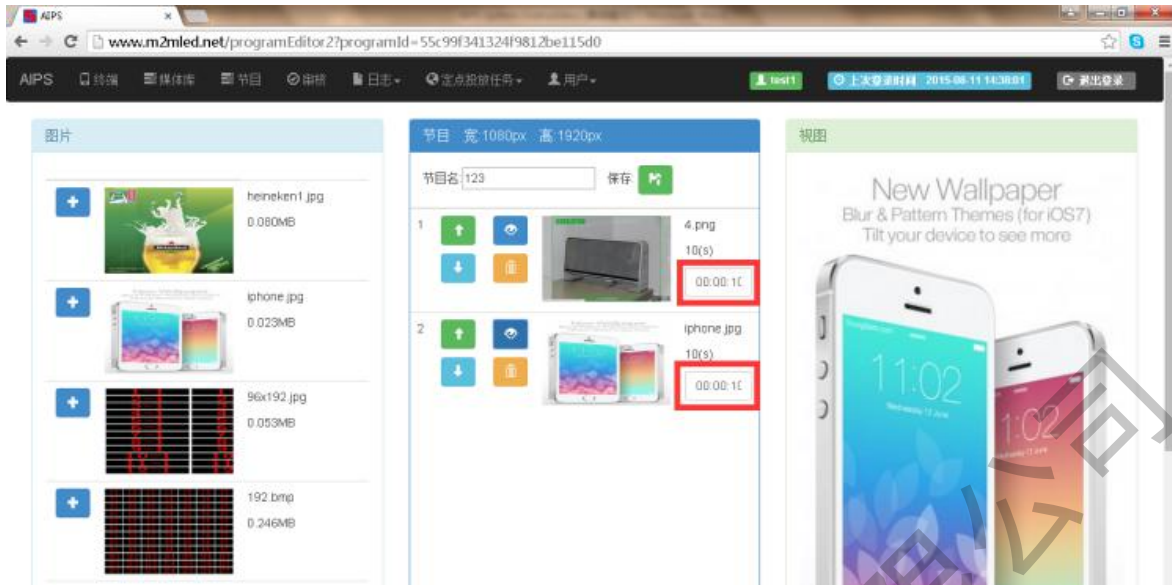 AIPS
www.m2mled.net/programEditor2?programId=55c99f341324f9812be115d0
AIPS 终端 媒体库 节目 审核 日志 定点投放任务 用户 test1 上次登录时间 2015-08-11 14:38:01 退出登录
图片
heineken1.jpg
0.080MB
iphone.jpg
0.023MB
96x192.jpg
0.053MB
192.bmp
0.246MB
节目 宽:1080px 高:1920px
节目名 123 保存
1
4.png
10(s)
00:00:10
2
iphone.jpg
10(s)
00:00:10
视图
New Wallpaper
Blur & Pattern Themes (for iOS7)
Tilt your device to see more
11:02
Wednesday 12 June
1:02
公司